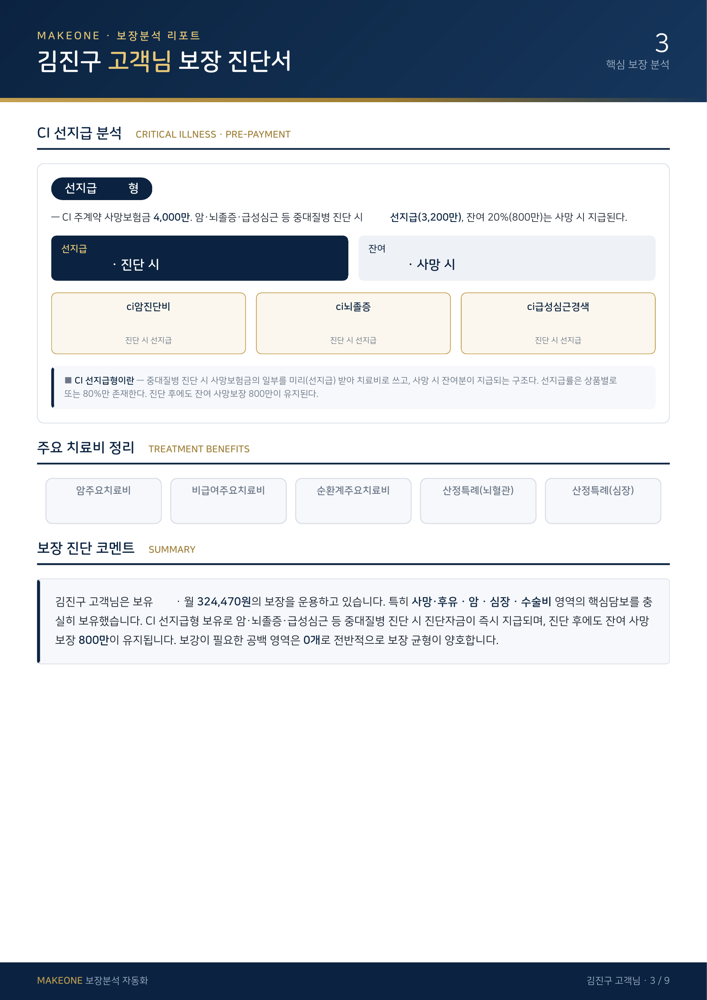 MAKEONE · 보장분석 리포트
김진구 고객님 보장 진단서
3
핵심 보장 분석
CI 선지급 분석 CRITICAL ILLNESS · PRE-PAYMENT
선지급 형
— CI 주계약 사망보험금 4,000만. 암·뇌졸증·급성심근 등 중대질병 진단 시 선지급(3,200만), 잔여 20%(800만)는 사망 시 지급된다.
선지급
· 진단 시
잔여
· 사망 시
ci암진단비
진단 시 선지급
ci뇌졸증
진단 시 선지급
ci급성심근경색
진단 시 선지급
■ CI 선지급형이란 — 중대질병 진단 시 사망보험금의 일부를 미리(선지급) 받아 치료비로 쓰고, 사망 시 잔여분이 지급되는 구조다. 선지급률은 상품별로
또는 80%만 존재한다. 진단 후에도 잔여 사망보장 800만이 유지된다.
주요 치료비 정리 TREATMENT BENEFITS
암주요치료비
비급여주요치료비
순환계주요치료비
산정특례(뇌혈관)
산정특례(심장)
보장 진단 코멘트 SUMMARY
김진구 고객님은 보유 · 월 324,470원의 보장을 운용하고 있습니다. 특히 사망·후유 · 암 · 심장 · 수술비 영역의 핵심담보를 충
실히 보유했습니다. CI 선지급형 보유로 암·뇌졸증·급성심근 등 중대질병 진단 시 진단자금이 즉시 지급되며, 진단 후에도 잔여 사망
보장 800만이 유지됩니다. 보강이 필요한 공백 영역은 0개로 전반적으로 보장 균형이 양호합니다.
MAKEONE 보장분석 자동화
김진구 고객님 · 3 / 9